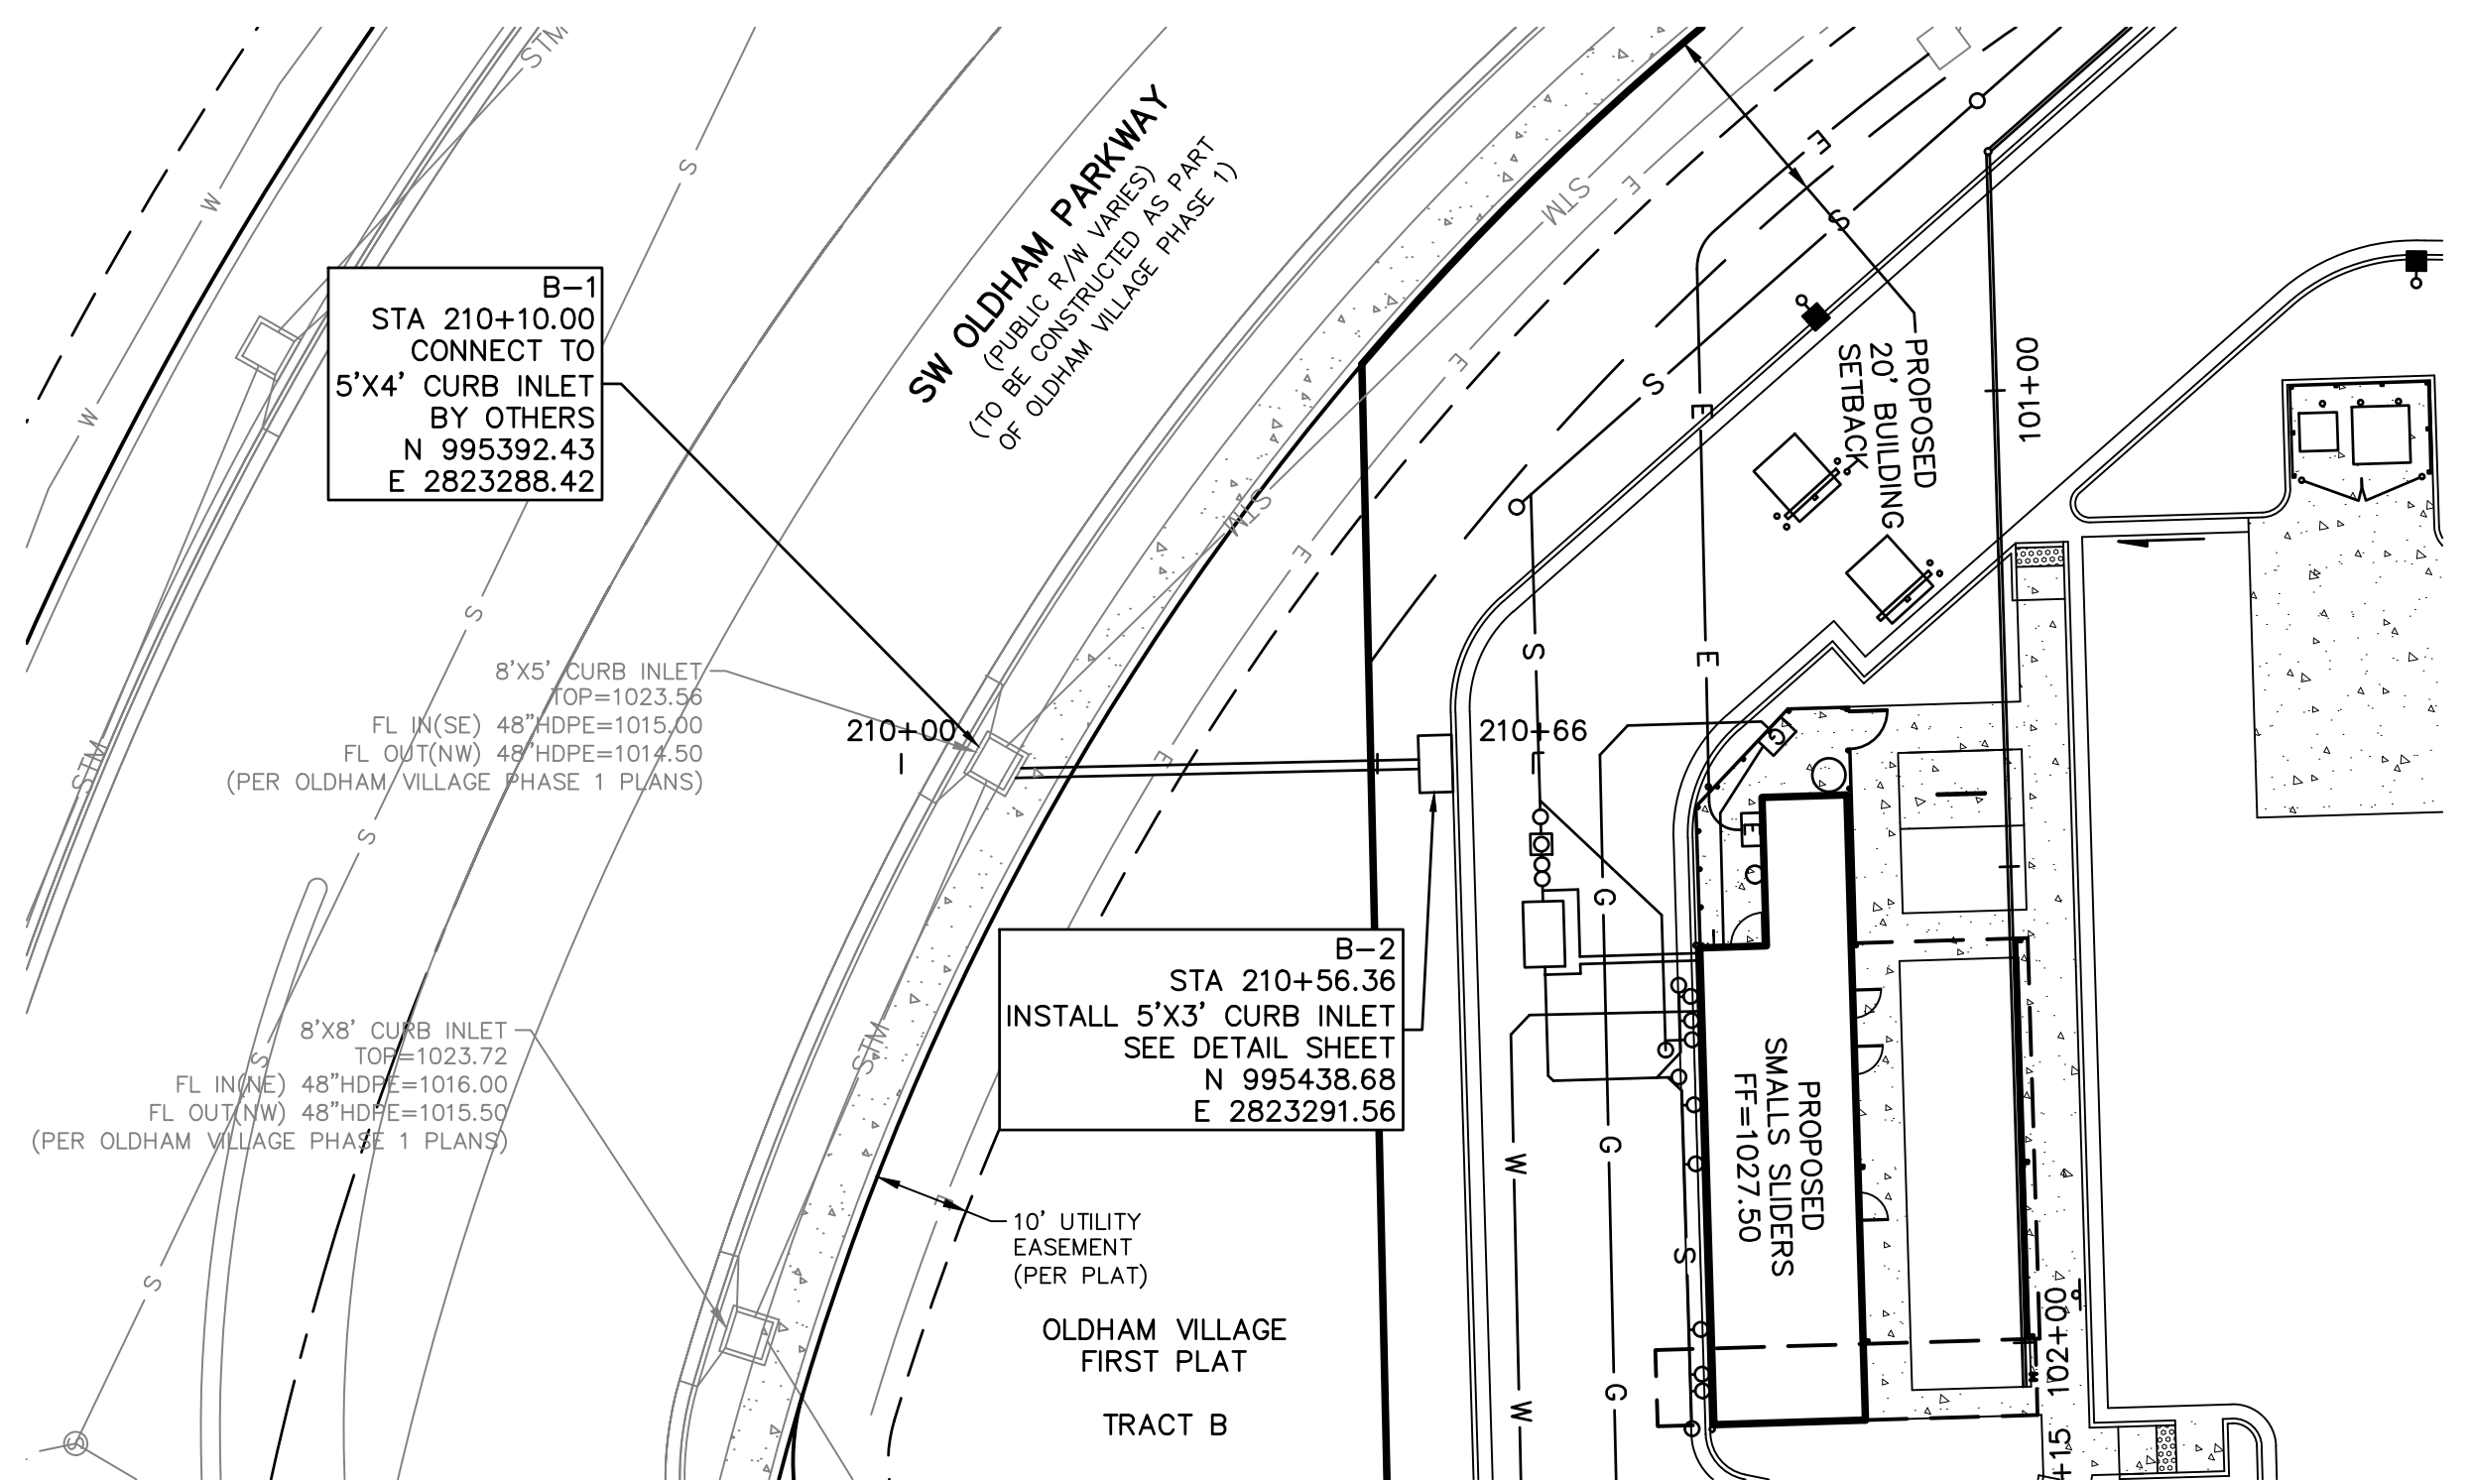 STM
W
S
W
B-1
STA 210+10.00
CONNECT TO
5'X4' CURB INLET
BY OTHERS
N 995392.43
E 2823288.42
SW OLDHAM PARKWAY
(PUBLIC R/W VARIES)
(TO BE CONSTRUCTED AS PART
OF OLDHAM VILLAGE PHASE 1)
STM
E
E
S
E
S
E
PROPOSED
20' BUILDING
SETBACK
101+00
STM
E
S
E
S
8'X5' CURB INLET
TOP=1023.56
FL IN(SE) 48"HDPE=1015.00
FL OUT(NW) 48"HDPE=1014.50
(PER OLDHAM VILLAGE PHASE 1 PLANS)
STM
210+00
E
210+66
G
E
S
G
B-2
STA 210+56.36
INSTALL 5'X3' CURB INLET
SEE DETAIL SHEET
N 995438.68
E 2823291.56
8'X8' CURB INLET
TOP=1023.72
FL IN(NE) 48"HDPE=1016.00
FL OUT(NW) 48"HDPE=1015.50
(PER OLDHAM VILLAGE PHASE 1 PLANS)
S
STM
W
G
PROPOSED
SMALLS SLIDERS
FF=1027.50
S
E
10' UTILITY
EASEMENT
(PER PLAT)
S
OLDHAM VILLAGE
FIRST PLAT
TRACT B
W
G
102+00
+15
S